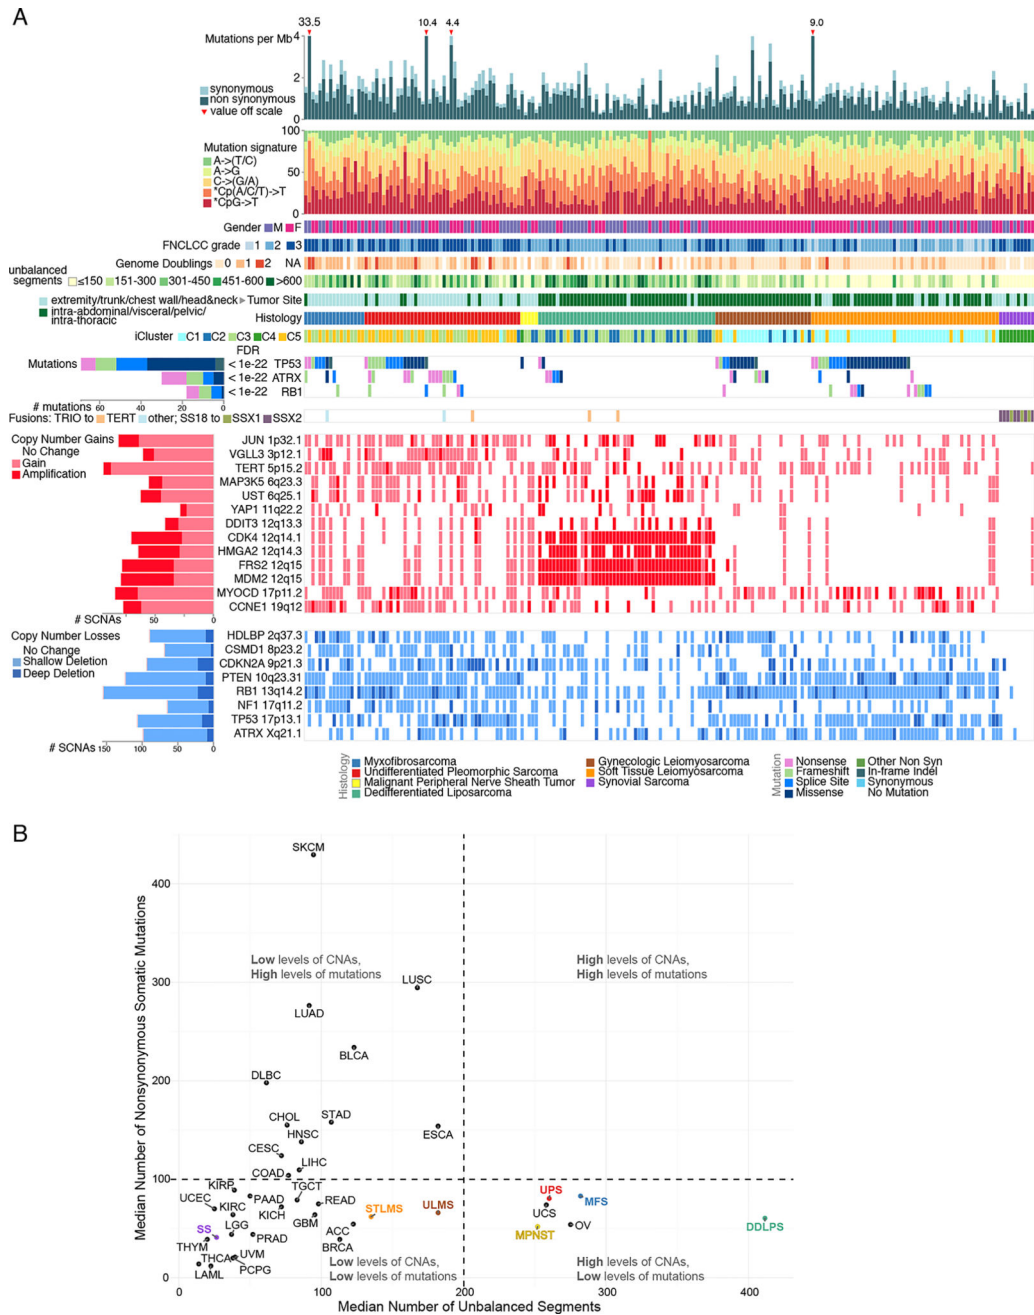 A
33.5 10.4 4.4 9.0
Mutations per Mb 4
2
0
synonymous
non synonymous
value off scale
100
Mutation signature
A->(T/C)
A->G
50
C->(G/A)
*Cp(A/C/T)->T
*CpG->T
0
Gender M F
FNCLCC grade 1 2 3
Genome Doublings 0 1 2 NA
unbalanced segments ≤150 151-300 301-450 451-600 >600
extremity/trunk/chest wall/head&neck Tumor Site
intra-abdominal/visceral/pelvic/
intra-thoracic
Histology
iCluster C1 C2 C3 C4 C5
FDR
Mutations < 1e-22 TP53
< 1e-22 ATRX
< 1e-22 RB1
# mutations 60 40 20 0
Fusions: TRIO to TERT other; SS18 to SSX1 SSX2
Copy Number Gains
No Change
Gain
Amplification
JUN 1p32.1
VGLL3 3p12.1
TERT 5p15.2
MAP3K5 6q23.3
UST 6q25.1
YAP1 11q22.2
DDIT3 12q13.3
CDK4 12q14.1
HMGA2 12q14.3
FRS2 12q15
MDM2 12q15
MYOCD 17p11.2
CCNE1 19q12
# SCNAs 50 0
Copy Number Losses
No Change
Shallow Deletion
Deep Deletion
HDLBP 2q37.3
CSMD1 8p23.2
CDKN2A 9p21.3
PTEN 10q23.31
RB1 13q14.2
NF1 17q11.2
TP53 17p13.1
ATRX Xq21.1
# SCNAs 150 100 50 0
Histology
Myxofibrosarcoma
Undifferentiated Pleomorphic Sarcoma
Malignant Peripheral Nerve Sheath Tumor
Dedifferentiated Liposarcoma
Gynecologic Leiomyosarcoma
Soft Tissue Leiomyosarcoma
Synovial Sarcoma
Mutation
Nonsense
Frameshift
Splice Site
Missense
Other Non Syn
In-frame Indel
Synonymous
No Mutation
B
Median Number of Nonsynonymous Somatic Mutations
SKCM
400
Low levels of CNAs,
High levels of mutations
High levels of CNAs,
High levels of mutations
LUSC
300
LUAD
BLCA
DLBC
200
CHOL
STAD
HNSC
ESCA
CESC
LIHC
COAD
100
KIRP
TGCT
UCEC
KIRC
PAAD
KICH
READ
GBM
STLMS
ULMS
UPS
MFS
UCS
OV
DDLPS
MPNST
SS
LGG
PRAD
ACC
BRCA
THYM
THCA
UVM
PCPG
LAML
Low levels of CNAs,
Low levels of mutations
High levels of CNAs,
Low levels of mutations
0
0 100 200 300 400
Median Number of Unbalanced Segments